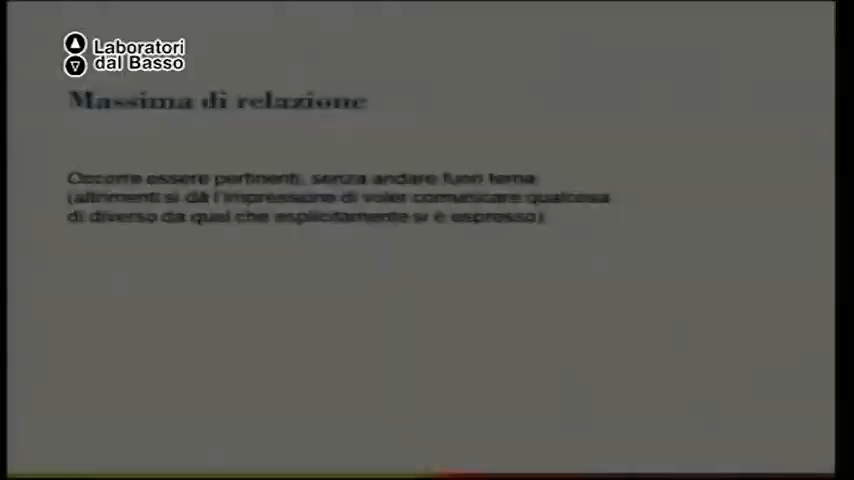 Laboratori
dal Basso
Massima di relazione
Occorre essere pertinenti, senza andare fuori tema
(altrimenti si dà l'impressione di voler comunicare qualcosa
di diverso da quel che esplicitamente si è espresso)